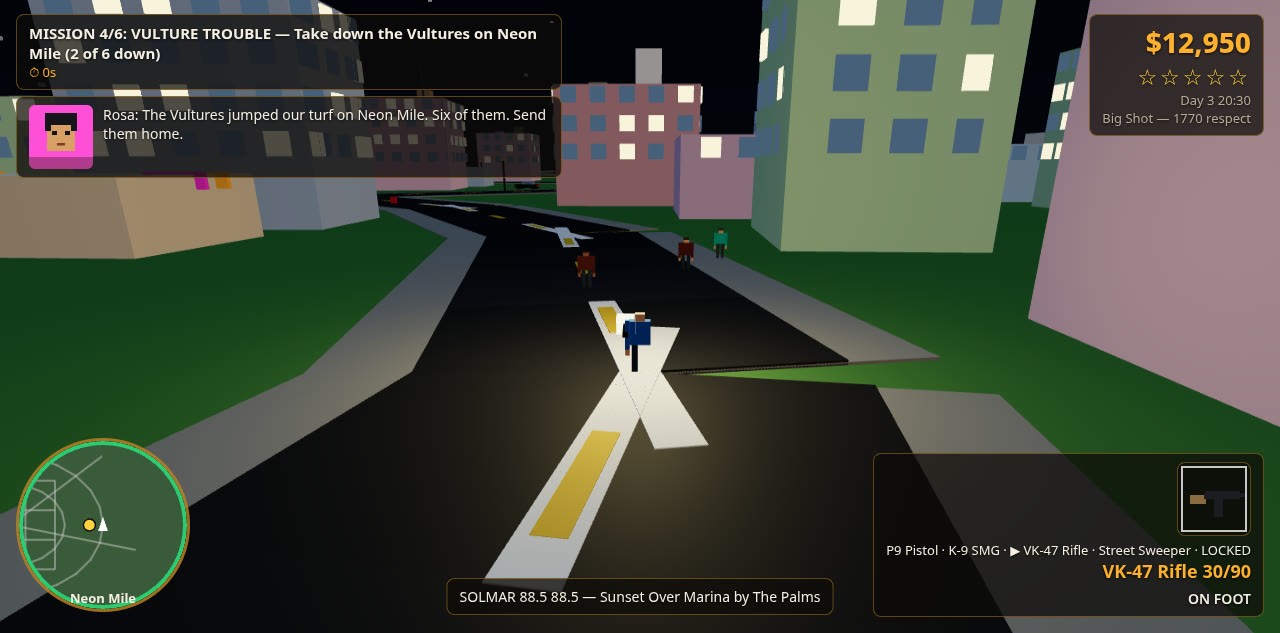 MISSION 4/6: VULTURE TROUBLE — Take down the Vultures on Neon
Mile (2 of 6 down)
⏱ 0s
Rosa: The Vultures jumped our turf on Neon Mile. Six of them. Send
them home.
$12,950
☆☆☆☆☆
Day 3 20:30
Big Shot — 1770 respect
Neon Mile
SOLMAR 88.5 88.5 — Sunset Over Marina by The Palms
P9 Pistol · K-9 SMG · ▶ VK-47 Rifle · Street Sweeper · LOCKED
VK-47 Rifle 30/90
ON FOOT